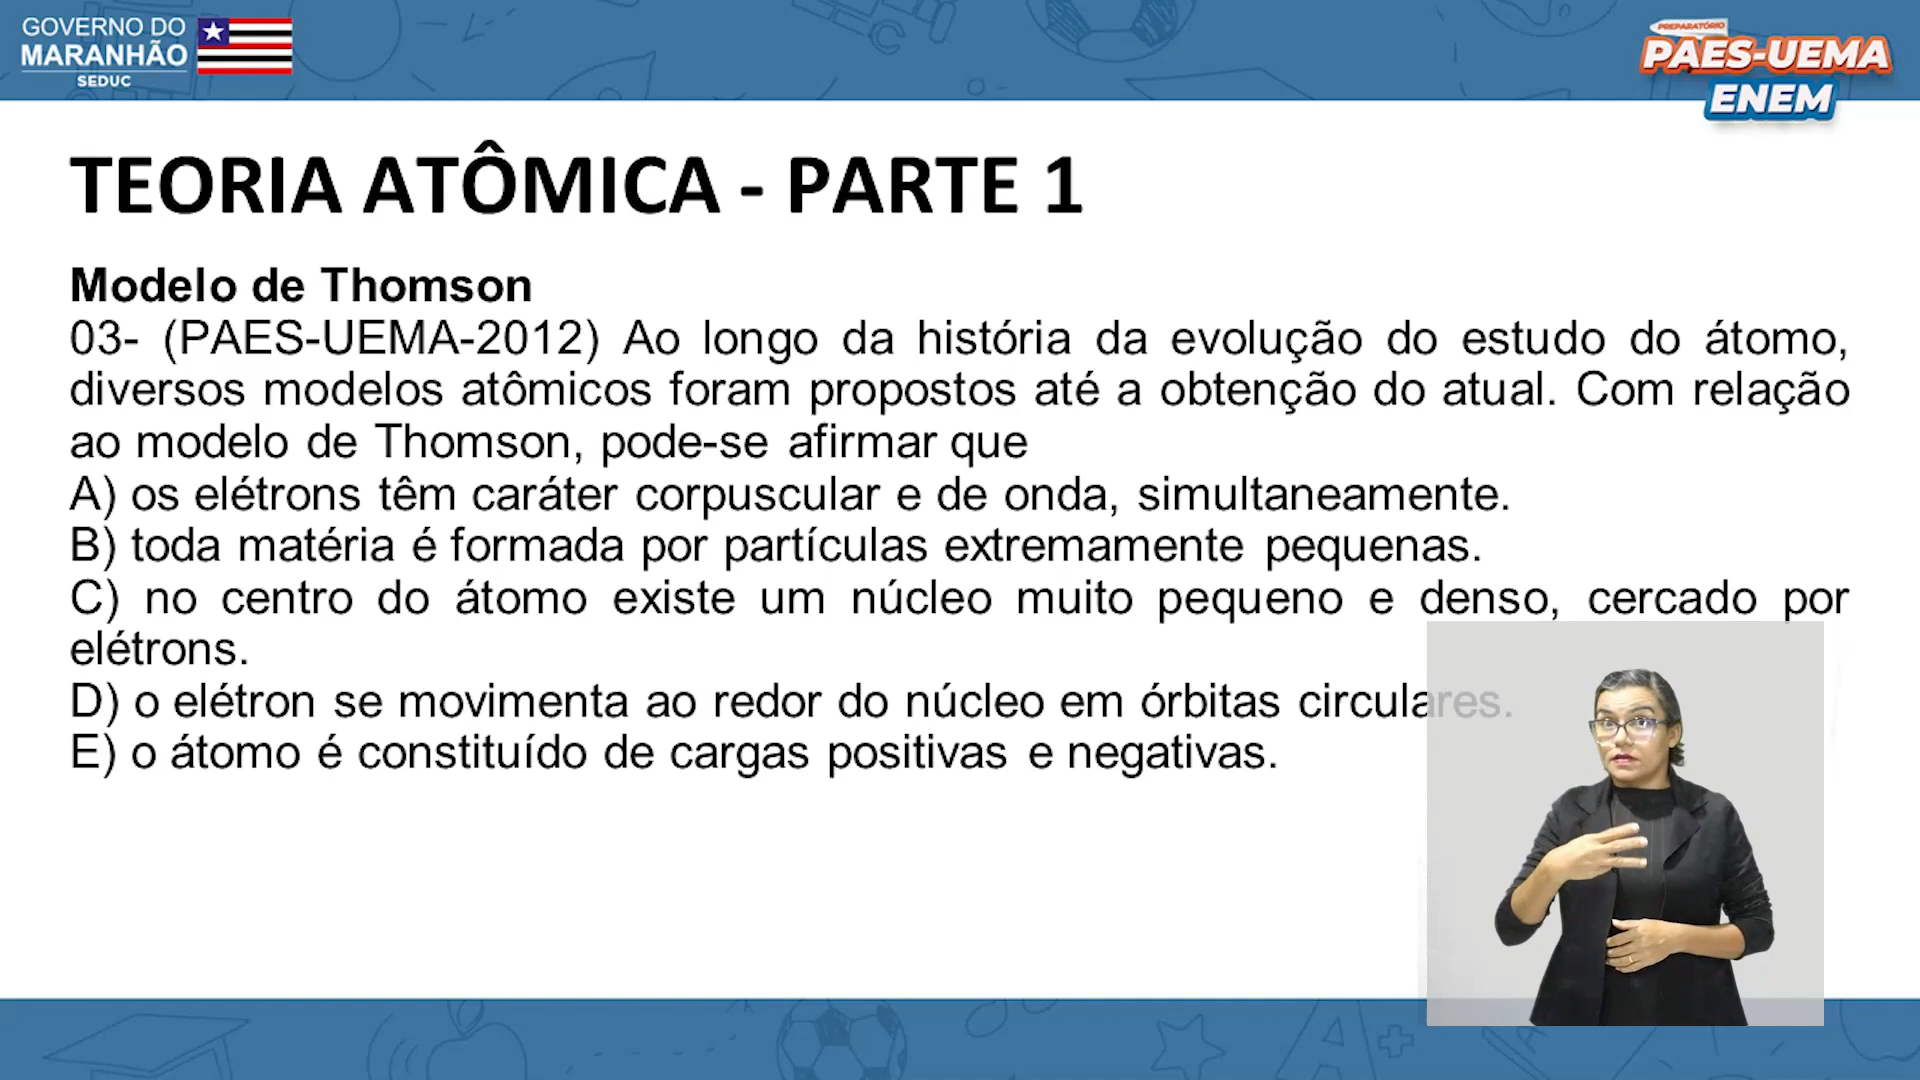 GOVERNO DO
MARANHÃO
SEDUC
PREPARATÓRIO
PAES-UEMA
ENEM
TEORIA ATÔMICA - PARTE 1
Modelo de Thomson
03- (PAES-UEMA-2012) Ao longo da história da evolução do estudo do átomo,
diversos modelos atômicos foram propostos até a obtenção do atual. Com relação
ao modelo de Thomson, pode-se afirmar que
A) os elétrons têm caráter corpuscular e de onda, simultaneamente.
B) toda matéria é formada por partículas extremamente pequenas.
C) no centro do átomo existe um núcleo muito pequeno e denso, cercado por
elétrons.
D) o elétron se movimenta ao redor do núcleo em órbitas circulares.
E) o átomo é constituído de cargas positivas e negativas.